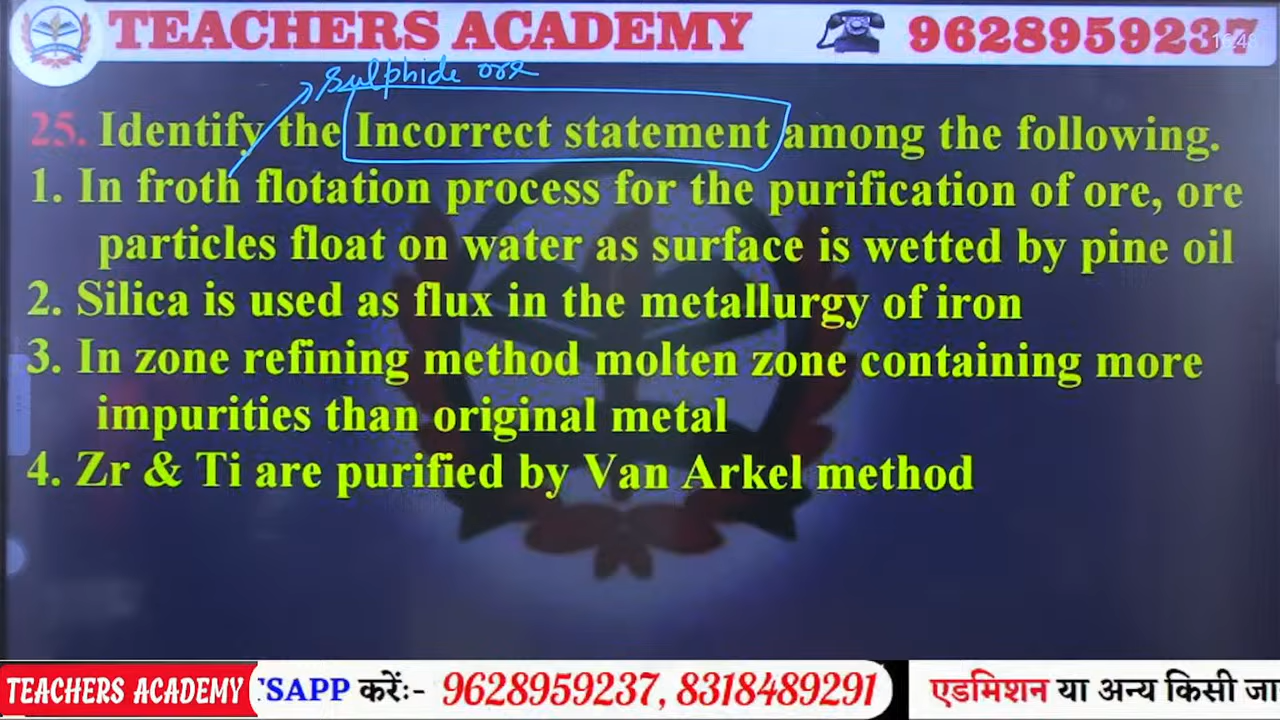 TEACHERS ACADEMY 9628959237
16:48
sulphide ore
25. Identify the Incorrect statement among the following.
1. In froth flotation process for the purification of ore, ore
particles float on water as surface is wetted by pine oil
2. Silica is used as flux in the metallurgy of iron
3. In zone refining method molten zone containing more
impurities than original metal
4. Zr & Ti are purified by Van Arkel method
TEACHERS ACADEMY TSAPP करेंः- 9628959237, 8318489291 एडमिशन या अन्य किसी जा